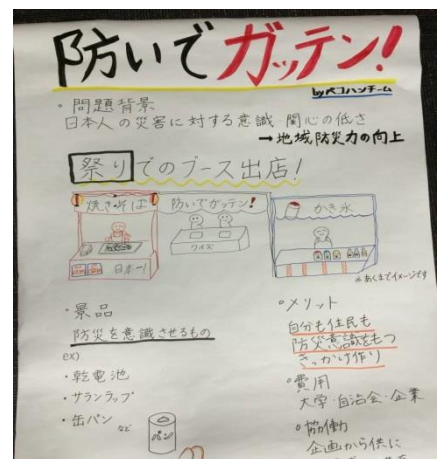 防いでガッテン!
byペコハンチーム
・問題背景
日本人の災害に対する意識・関心の低さ
→地域防災力の向上
祭りでのブース出店!
焼きそば
日本一!
防いでガッテン!
クイズ
かき氷
※あくまでイメージです
・景品
防災を意識させるもの
ex)
・乾電池
・サランラップ
・缶パン など
パン
○メリット
自分も住民も
防災意識をもつ
きっかけ作り
○費用
大学・自治会・企業
○協働
企画から供に